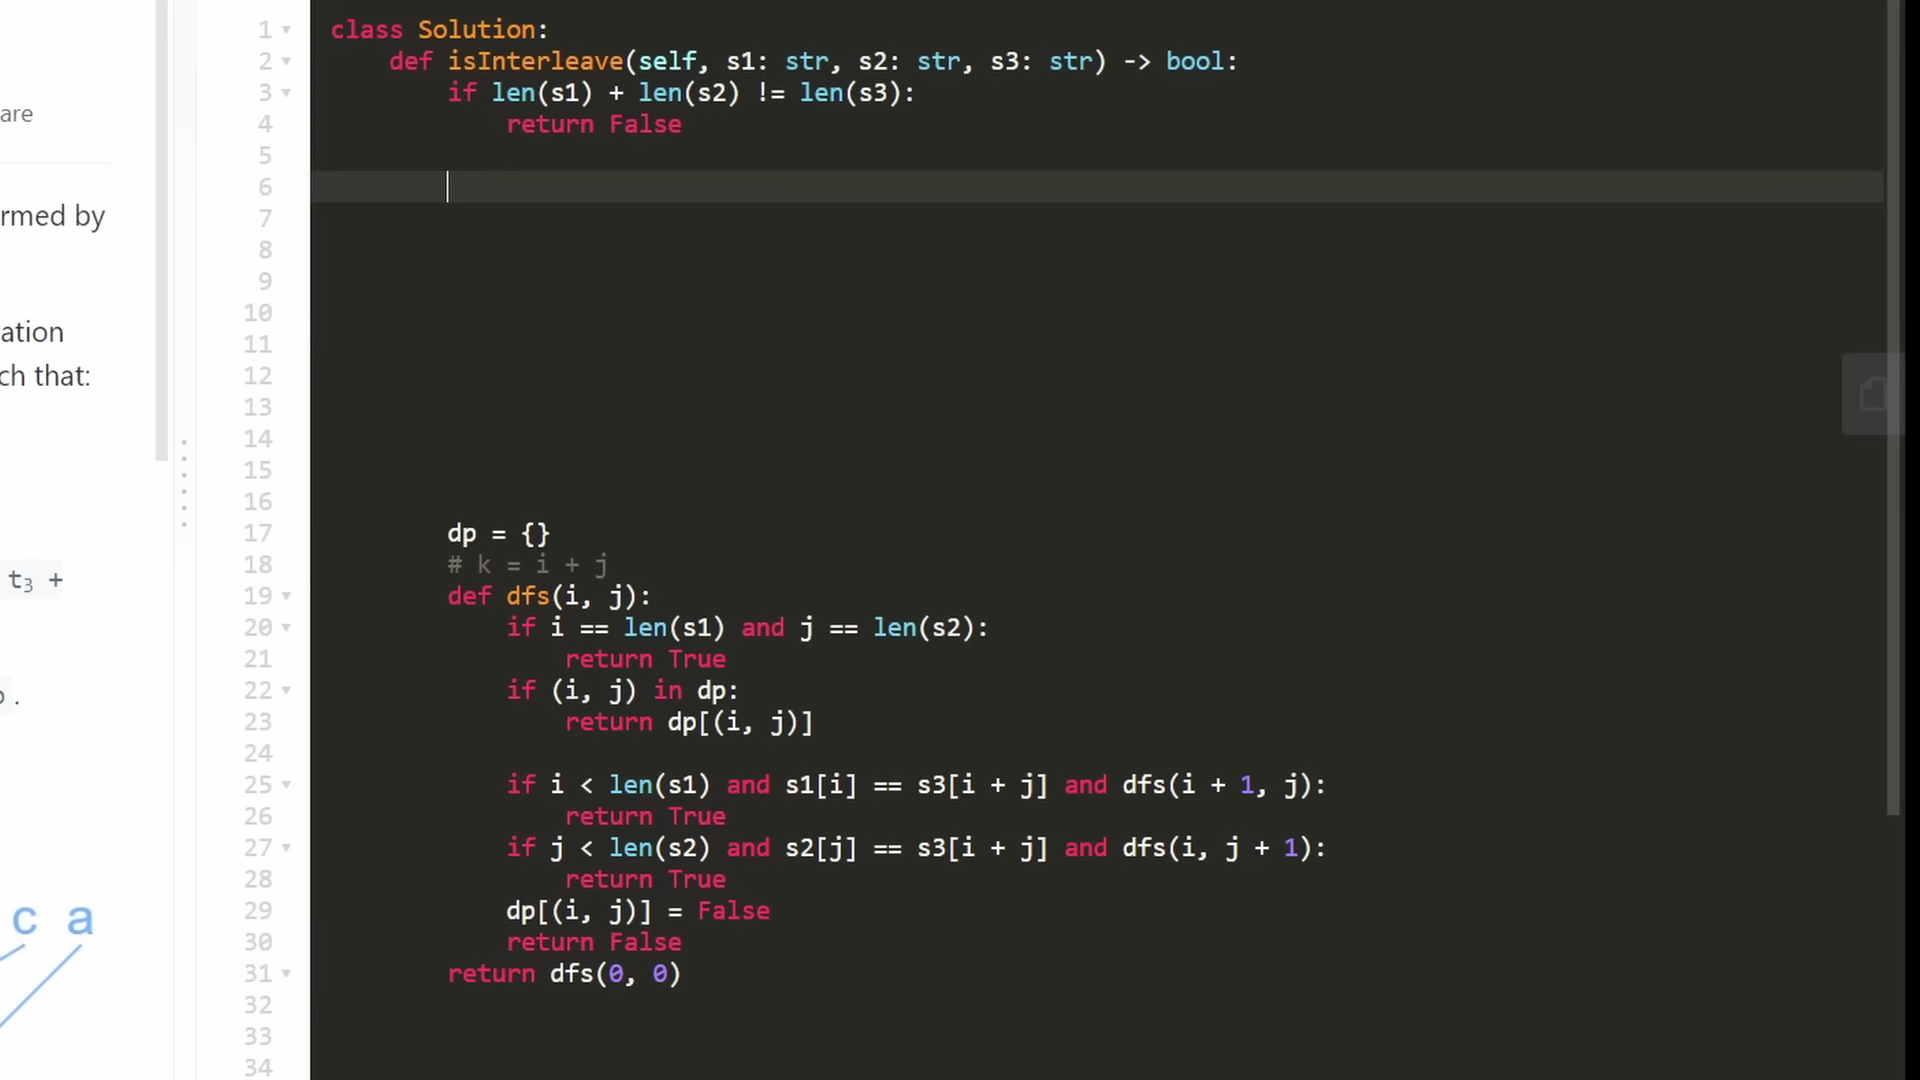 are
rmed by
ation
ch that:
t₃ +
.
c a
1 class Solution:
2 def isInterleave(self, s1: str, s2: str, s3: str) -> bool:
3 if len(s1) + len(s2) != len(s3):
4 return False
5
6
7
8
9
10
11
12
13
14
15
16
17 dp = {}
18 # k = i + j
19 def dfs(i, j):
20 if i == len(s1) and j == len(s2):
21 return True
22 if (i, j) in dp:
23 return dp[(i, j)]
24
25 if i < len(s1) and s1[i] == s3[i + j] and dfs(i + 1, j):
26 return True
27 if j < len(s2) and s2[j] == s3[i + j] and dfs(i, j + 1):
28 return True
29 dp[(i, j)] = False
30 return False
31 return dfs(0, 0)
32
33
34